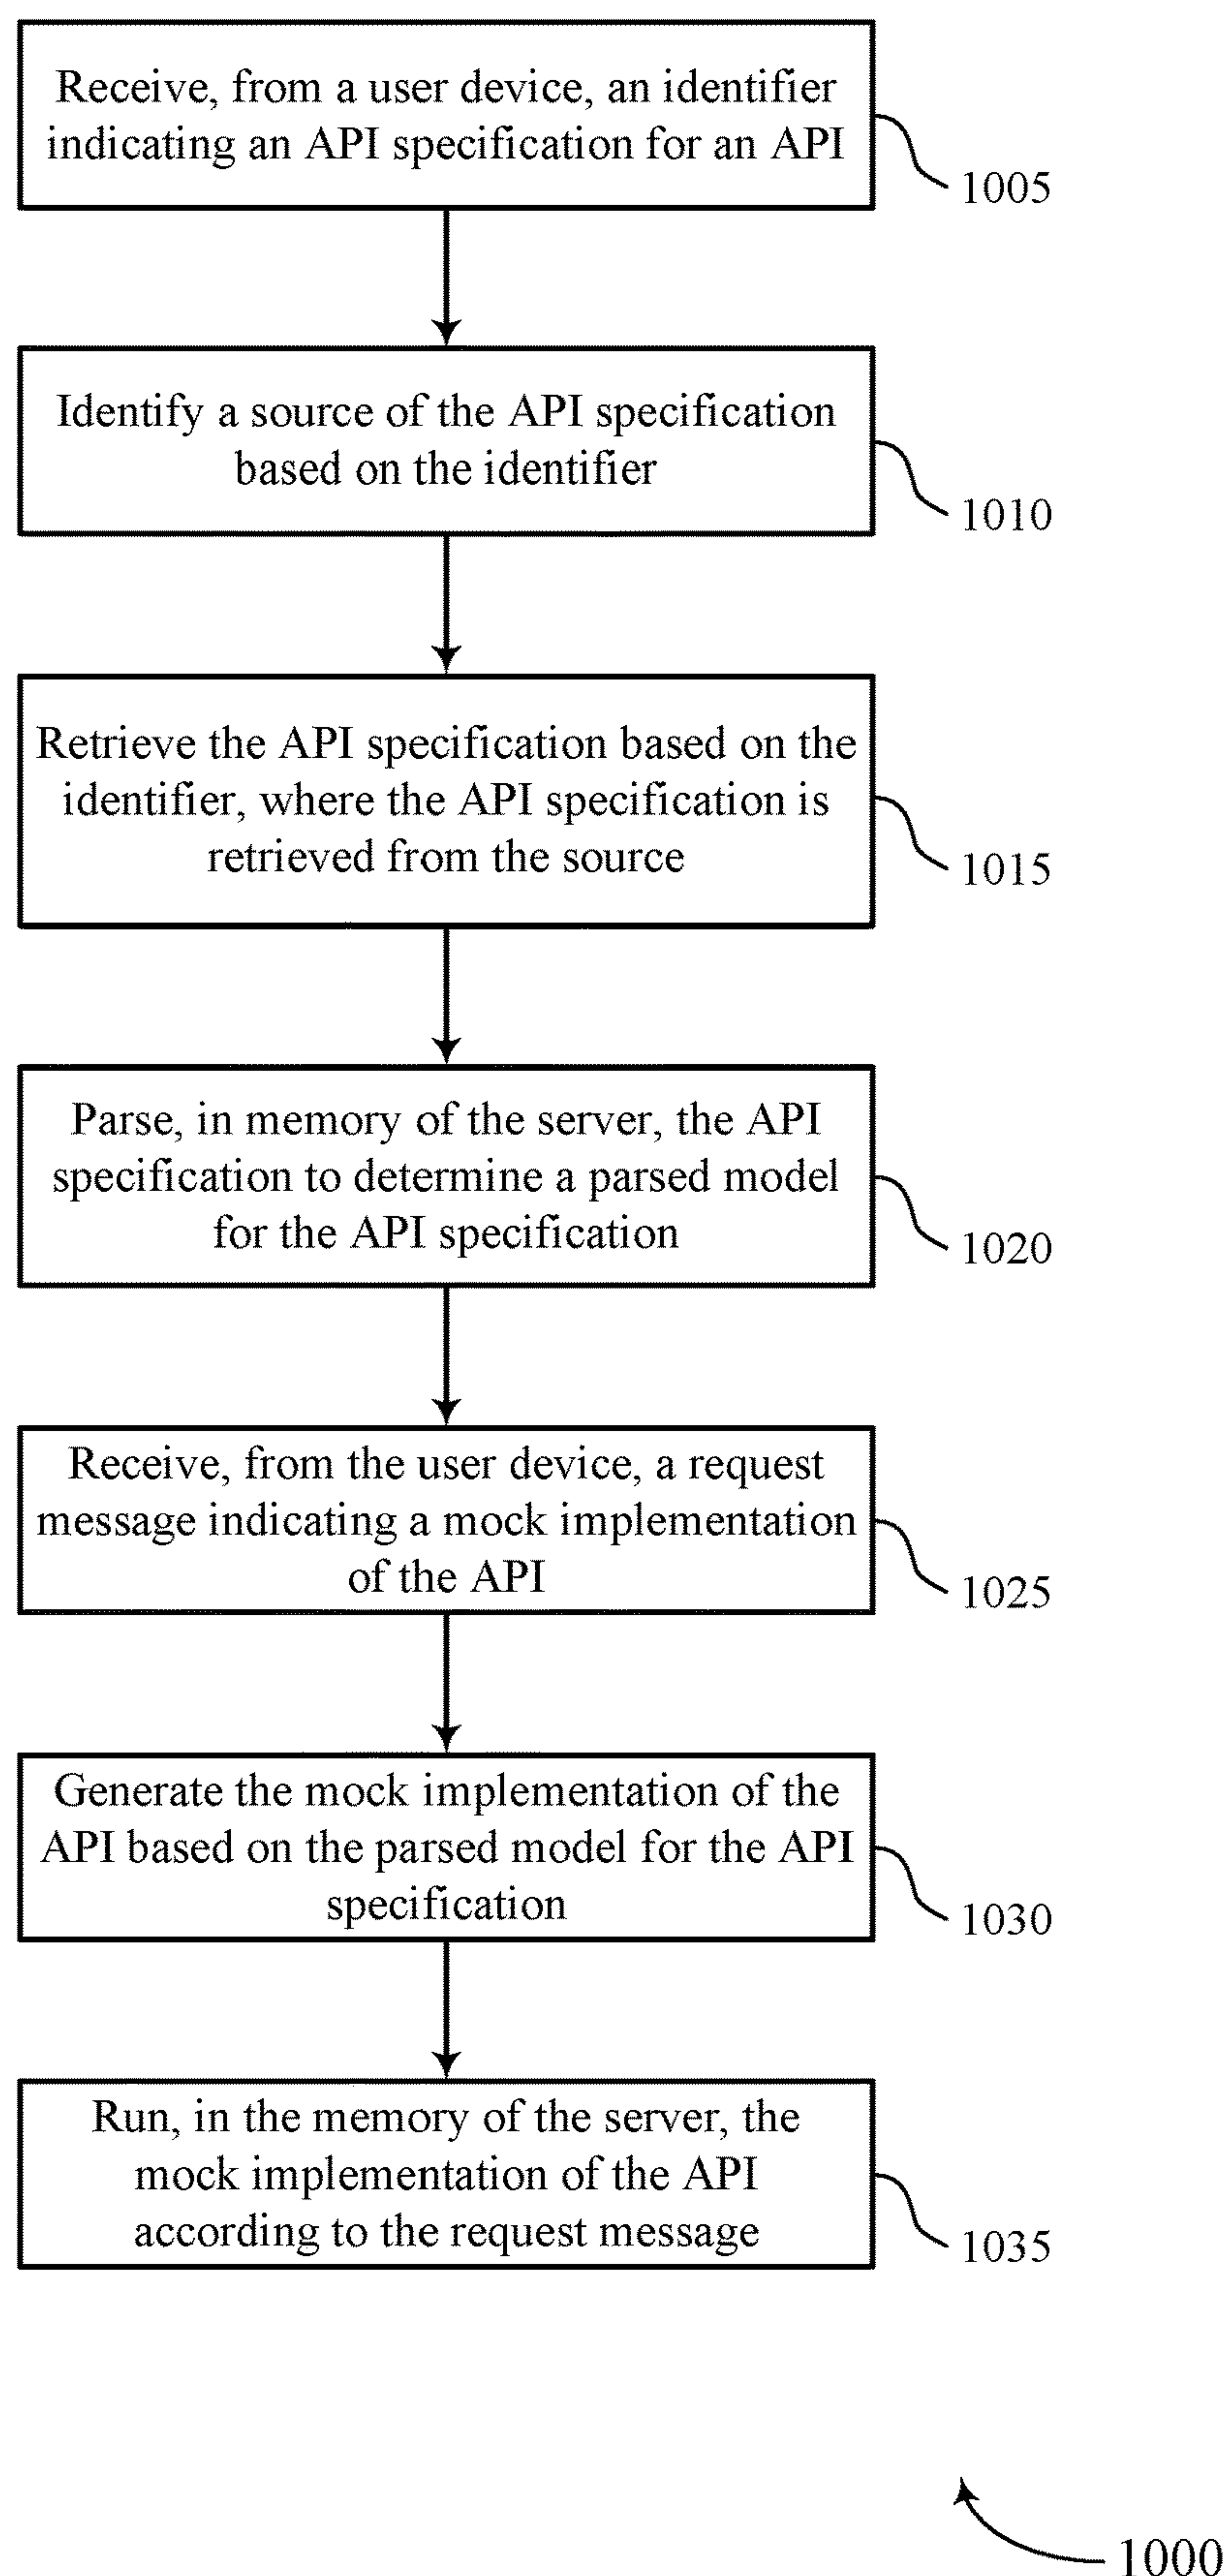 Receive, from a user device, an identifier
indicating an API specification for an API
1005
Identify a source of the API specification
based on the identifier
1010
Retrieve the API specification based on the
identifier, where the API specification is
retrieved from the source
1015
Parse, in memory of the server, the API
specification to determine a parsed model
for the API specification
1020
Receive, from the user device, a request
message indicating a mock implementation
of the API
1025
Generate the mock implementation of the
API based on the parsed model for the API
specification
1030
Run, in the memory of the server, the
mock implementation of the API
according to the request message
1035
1000